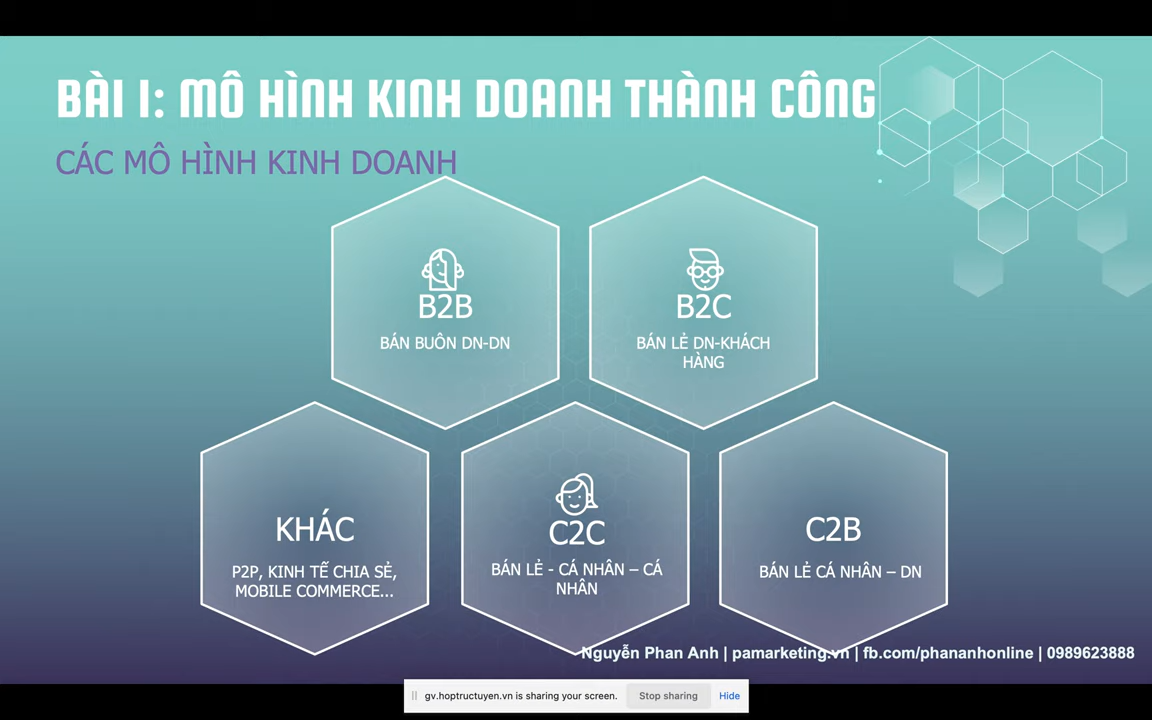 BÀI 1: MÔ HÌNH KINH DOANH THÀNH CÔNG
CÁC MÔ HÌNH KINH DOANH
B2B
BÁN BUÔN DN-DN
B2C
BÁN LẺ DN-KHÁCH
HÀNG
KHÁC
P2P, KINH TẾ CHIA SẺ,
MOBILE COMMERCE...
C2C
BÁN LẺ - CÁ NHÂN – CÁ
NHÂN
C2B
BÁN LẺ CÁ NHÂN – DN
Nguyễn Phan Anh | pamarketing.vn | fb.com/phananhonline | 0989623888
gv.hoptructuyen.vn is sharing your screen.
Stop sharing
Hide